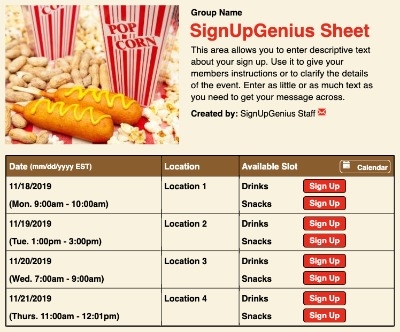 Group Name
SignUpGenius Sheet
This area allows you to enter descriptive text
about your sign up. Use it to give your
members instructions or to clarify the details
of the event. Enter as little or as much text as
you need to get your message across.
Created by: SignUpGenius Staff
POP CORN
POP CORN
Date (mm/dd/yyyy EST) Location Available Slot Calendar
11/18/2019 Location 1 Drinks Sign Up
(Mon. 9:00am - 10:00am) Snacks Sign Up
11/19/2019 Location 2 Drinks Sign Up
(Tue. 1:00pm - 3:00pm) Snacks Sign Up
11/20/2019 Location 3 Drinks Sign Up
(Wed. 7:00am - 9:00am) Snacks Sign Up
11/21/2019 Location 4 Drinks Sign Up
(Thurs. 11:00am - 12:01pm) Snacks Sign Up